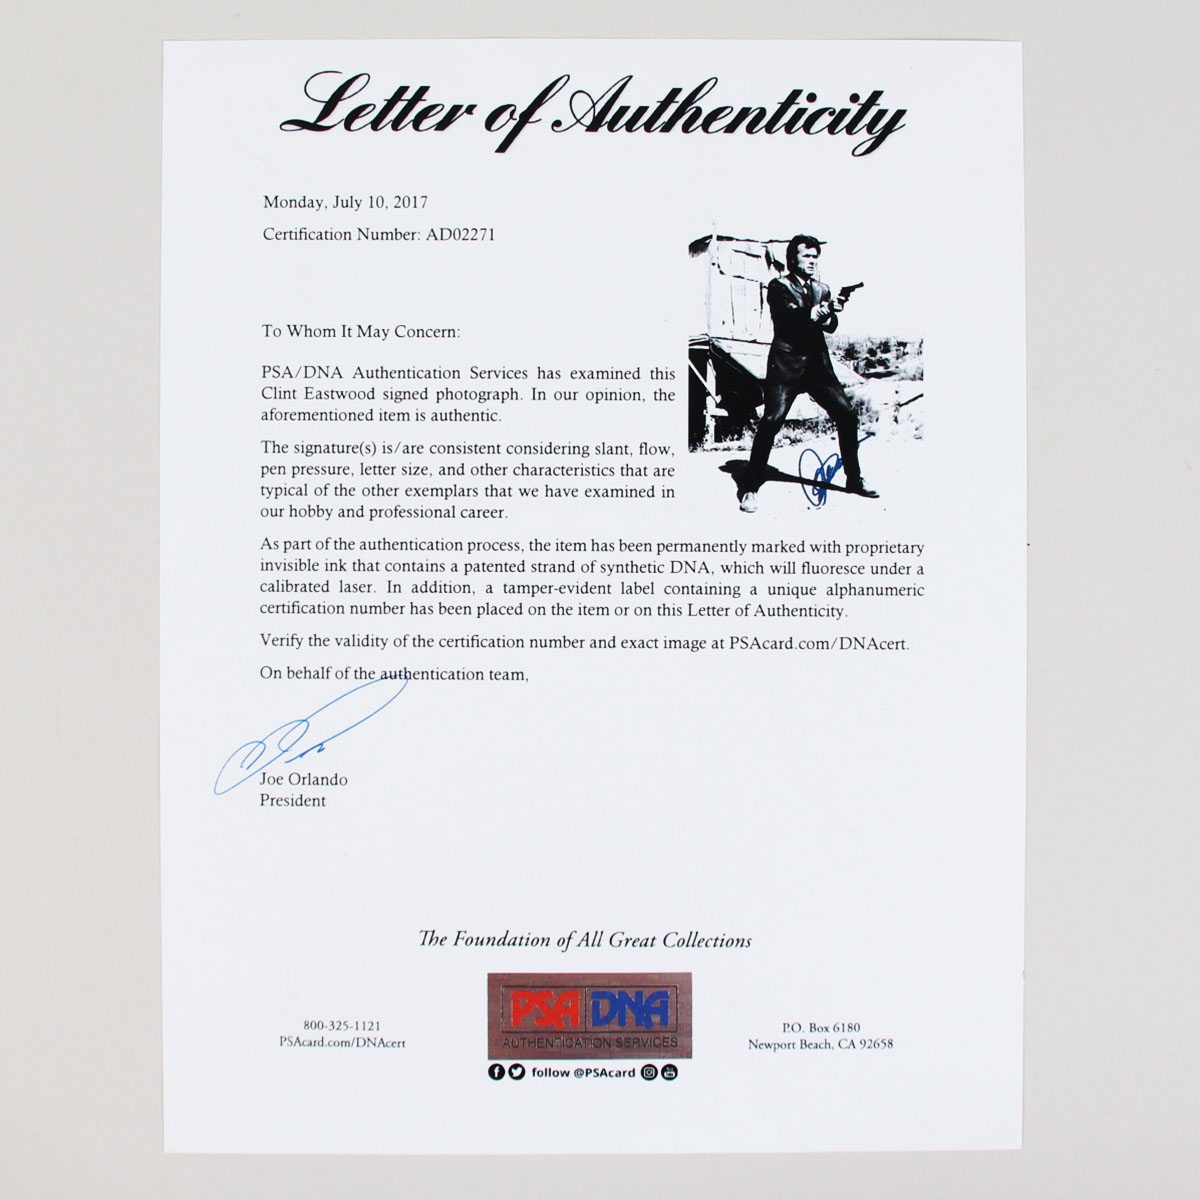 Letter of Authenticity
Monday, July 10, 2017
Certification Number: AD02271
To Whom It May Concern:
PSA/DNA Authentication Services has examined this
Clint Eastwood signed photograph. In our opinion, the
aforementioned item is authentic.
The signature(s) is/are consistent considering slant, flow,
pen pressure, letter size, and other characteristics that are
typical of the other exemplars that we have examined in
our hobby and professional career.
As part of the authentication process, the item has been permanently marked with proprietary
invisible ink that contains a patented strand of synthetic DNA, which will fluoresce under a
calibrated laser. In addition, a tamper-evident label containing a unique alphanumeric
certification number has been placed on the item or on this Letter of Authenticity.
Verify the validity of the certification number and exact image at PSAcard.com/DNAcert.
On behalf of the authentication team,
Joe Orlando
President
The Foundation of All Great Collections
800-325-1121
PSAcard.com/DNAcert
PSA DNA
AUTHENTICATION SERVICES
follow @PSAcard
P.O. Box 6180
Newport Beach, CA 92658